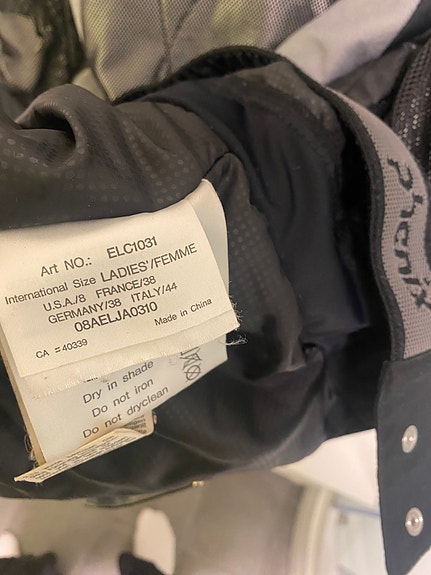 Art NO.: ELC1031
International Size LADIES'/FEMME
U.S.A./8 FRANCE/38
GERMANY/38 ITALY/44
08AELJA0310
Made in China
CA =40339
Dry in shade
Do not iron
Do not dryclean
phenix